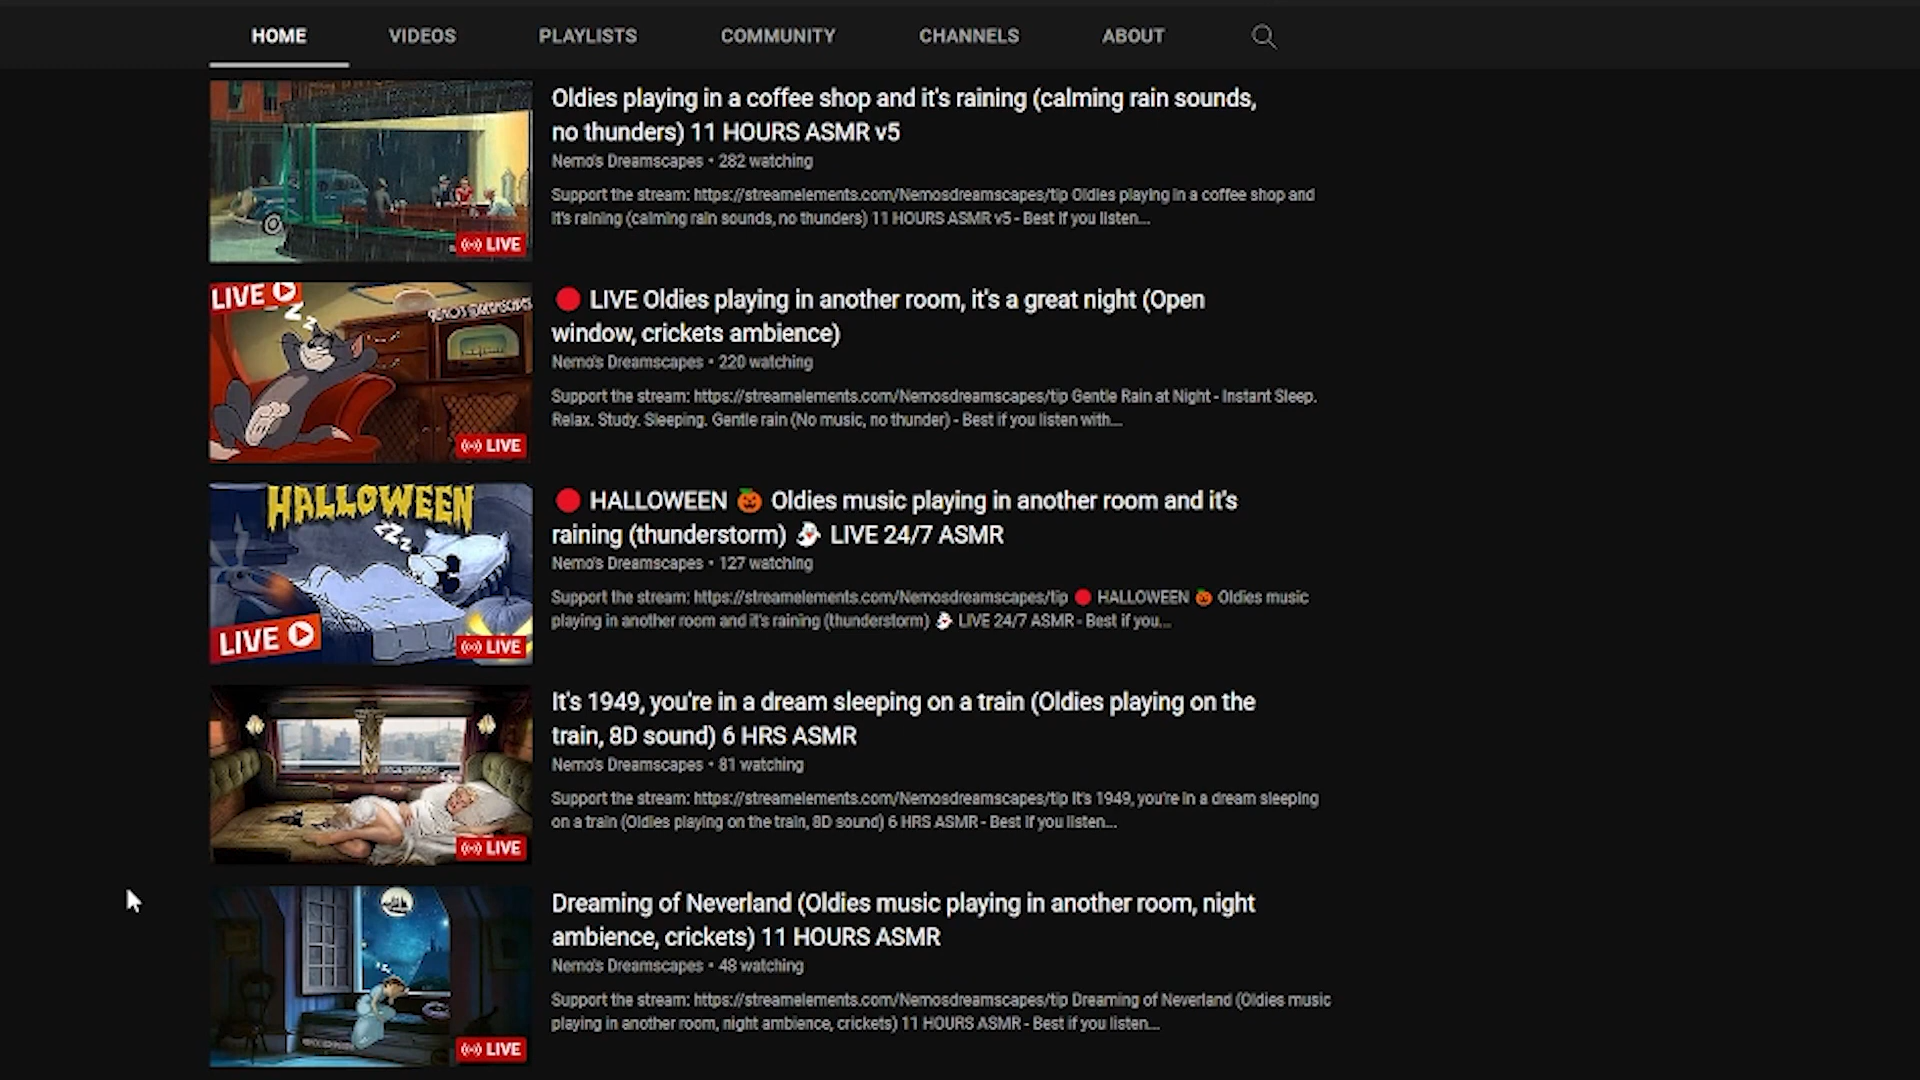 HOME VIDEOS PLAYLISTS COMMUNITY CHANNELS ABOUT
Oldies playing in a coffee shop and it's raining (calming rain sounds,
no thunders) 11 HOURS ASMR v5
Nemo's Dreamscapes • 282 watching
Support the stream: https://streamelements.com/Nemosdreamscapes/tip Oldies playing in a coffee shop and
it's raining (calming rain sounds, no thunders) 11 HOURS ASMR v5 - Best if you listen...
LIVE
LIVE
Z Z Z
NEMO'S DREAMSCAPES
🔴 LIVE Oldies playing in another room, it's a great night (Open
window, crickets ambience)
Nemo's Dreamscapes • 220 watching
Support the stream: https://streamelements.com/Nemosdreamscapes/tip Gentle Rain at Night - Instant Sleep.
Relax. Study. Sleeping. Gentle rain (No music, no thunder) - Best if you listen with...
LIVE
HALLOWEEN
ZZZz
LIVE
LIVE
🔴 HALLOWEEN 🎃 Oldies music playing in another room and it's
raining (thunderstorm) 👻 LIVE 24/7 ASMR
Nemo's Dreamscapes • 127 watching
Support the stream: https://streamelements.com/Nemosdreamscapes/tip 🔴 HALLOWEEN 🎃 Oldies music
playing in another room and it's raining (thunderstorm) 👻 LIVE 24/7 ASMR - Best if you...
It's 1949, you're in a dream sleeping on a train (Oldies playing on the
train, 8D sound) 6 HRS ASMR
Nemo's Dreamscapes • 81 watching
Support the stream: https://streamelements.com/Nemosdreamscapes/tip It's 1949, you're in a dream sleeping
on a train (Oldies playing on the train, 8D sound) 6 HRS ASMR - Best if you listen...
LIVE
Dreaming of Neverland (Oldies music playing in another room, night
ambience, crickets) 11 HOURS ASMR
Nemo's Dreamscapes • 48 watching
Support the stream: https://streamelements.com/Nemosdreamscapes/tip Dreaming of Neverland (Oldies music
playing in another room, night ambience, crickets) 11 HOURS ASMR - Best if you listen...
LIVE